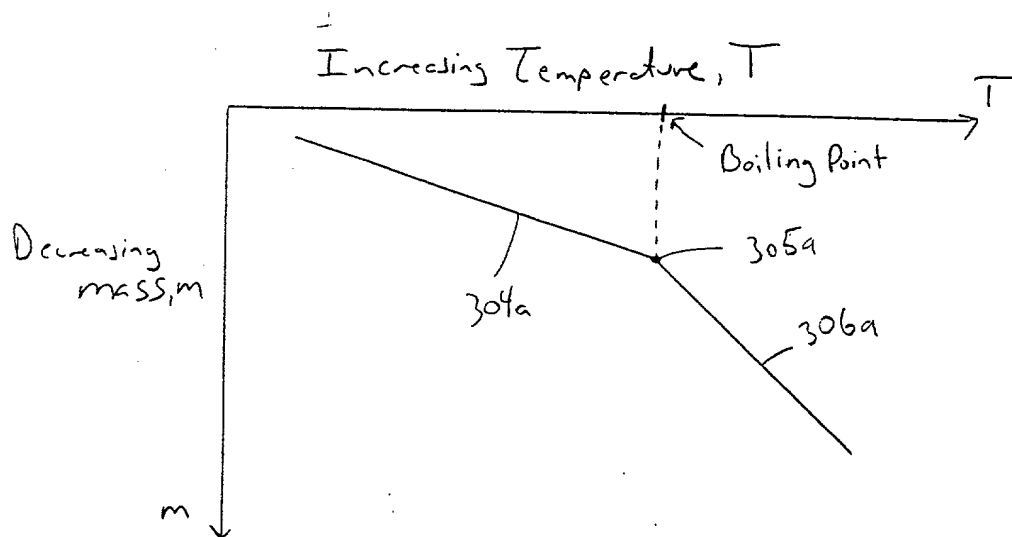 Increasing Temperature, T
T
Boiling Point
Decreasing
mass, m
305a
304a
306a
m